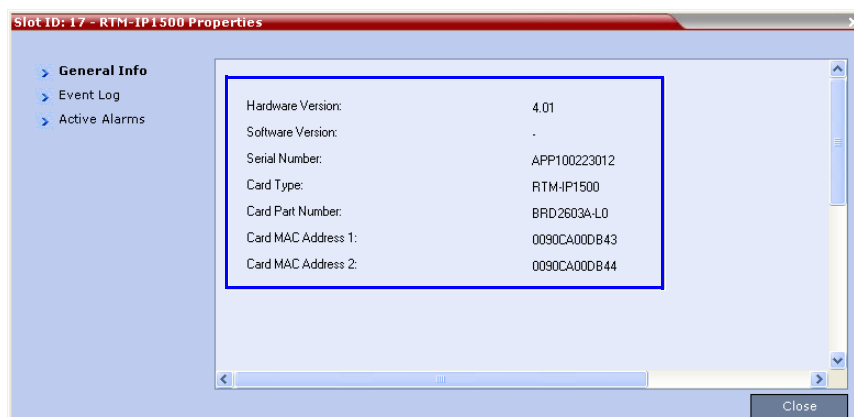 Slot ID: 17 - RTM-IP1500 Properties
General Info
Event Log
Active Alarms
Hardware Version: 4.01
Software Version: -
Serial Number: APP100223012
Card Type: RTM-IP1500
Card Part Number: BRD2603A-L0
Card MAC Address 1: 0090CA00DB43
Card MAC Address 2: 0090CA00DB44
Close